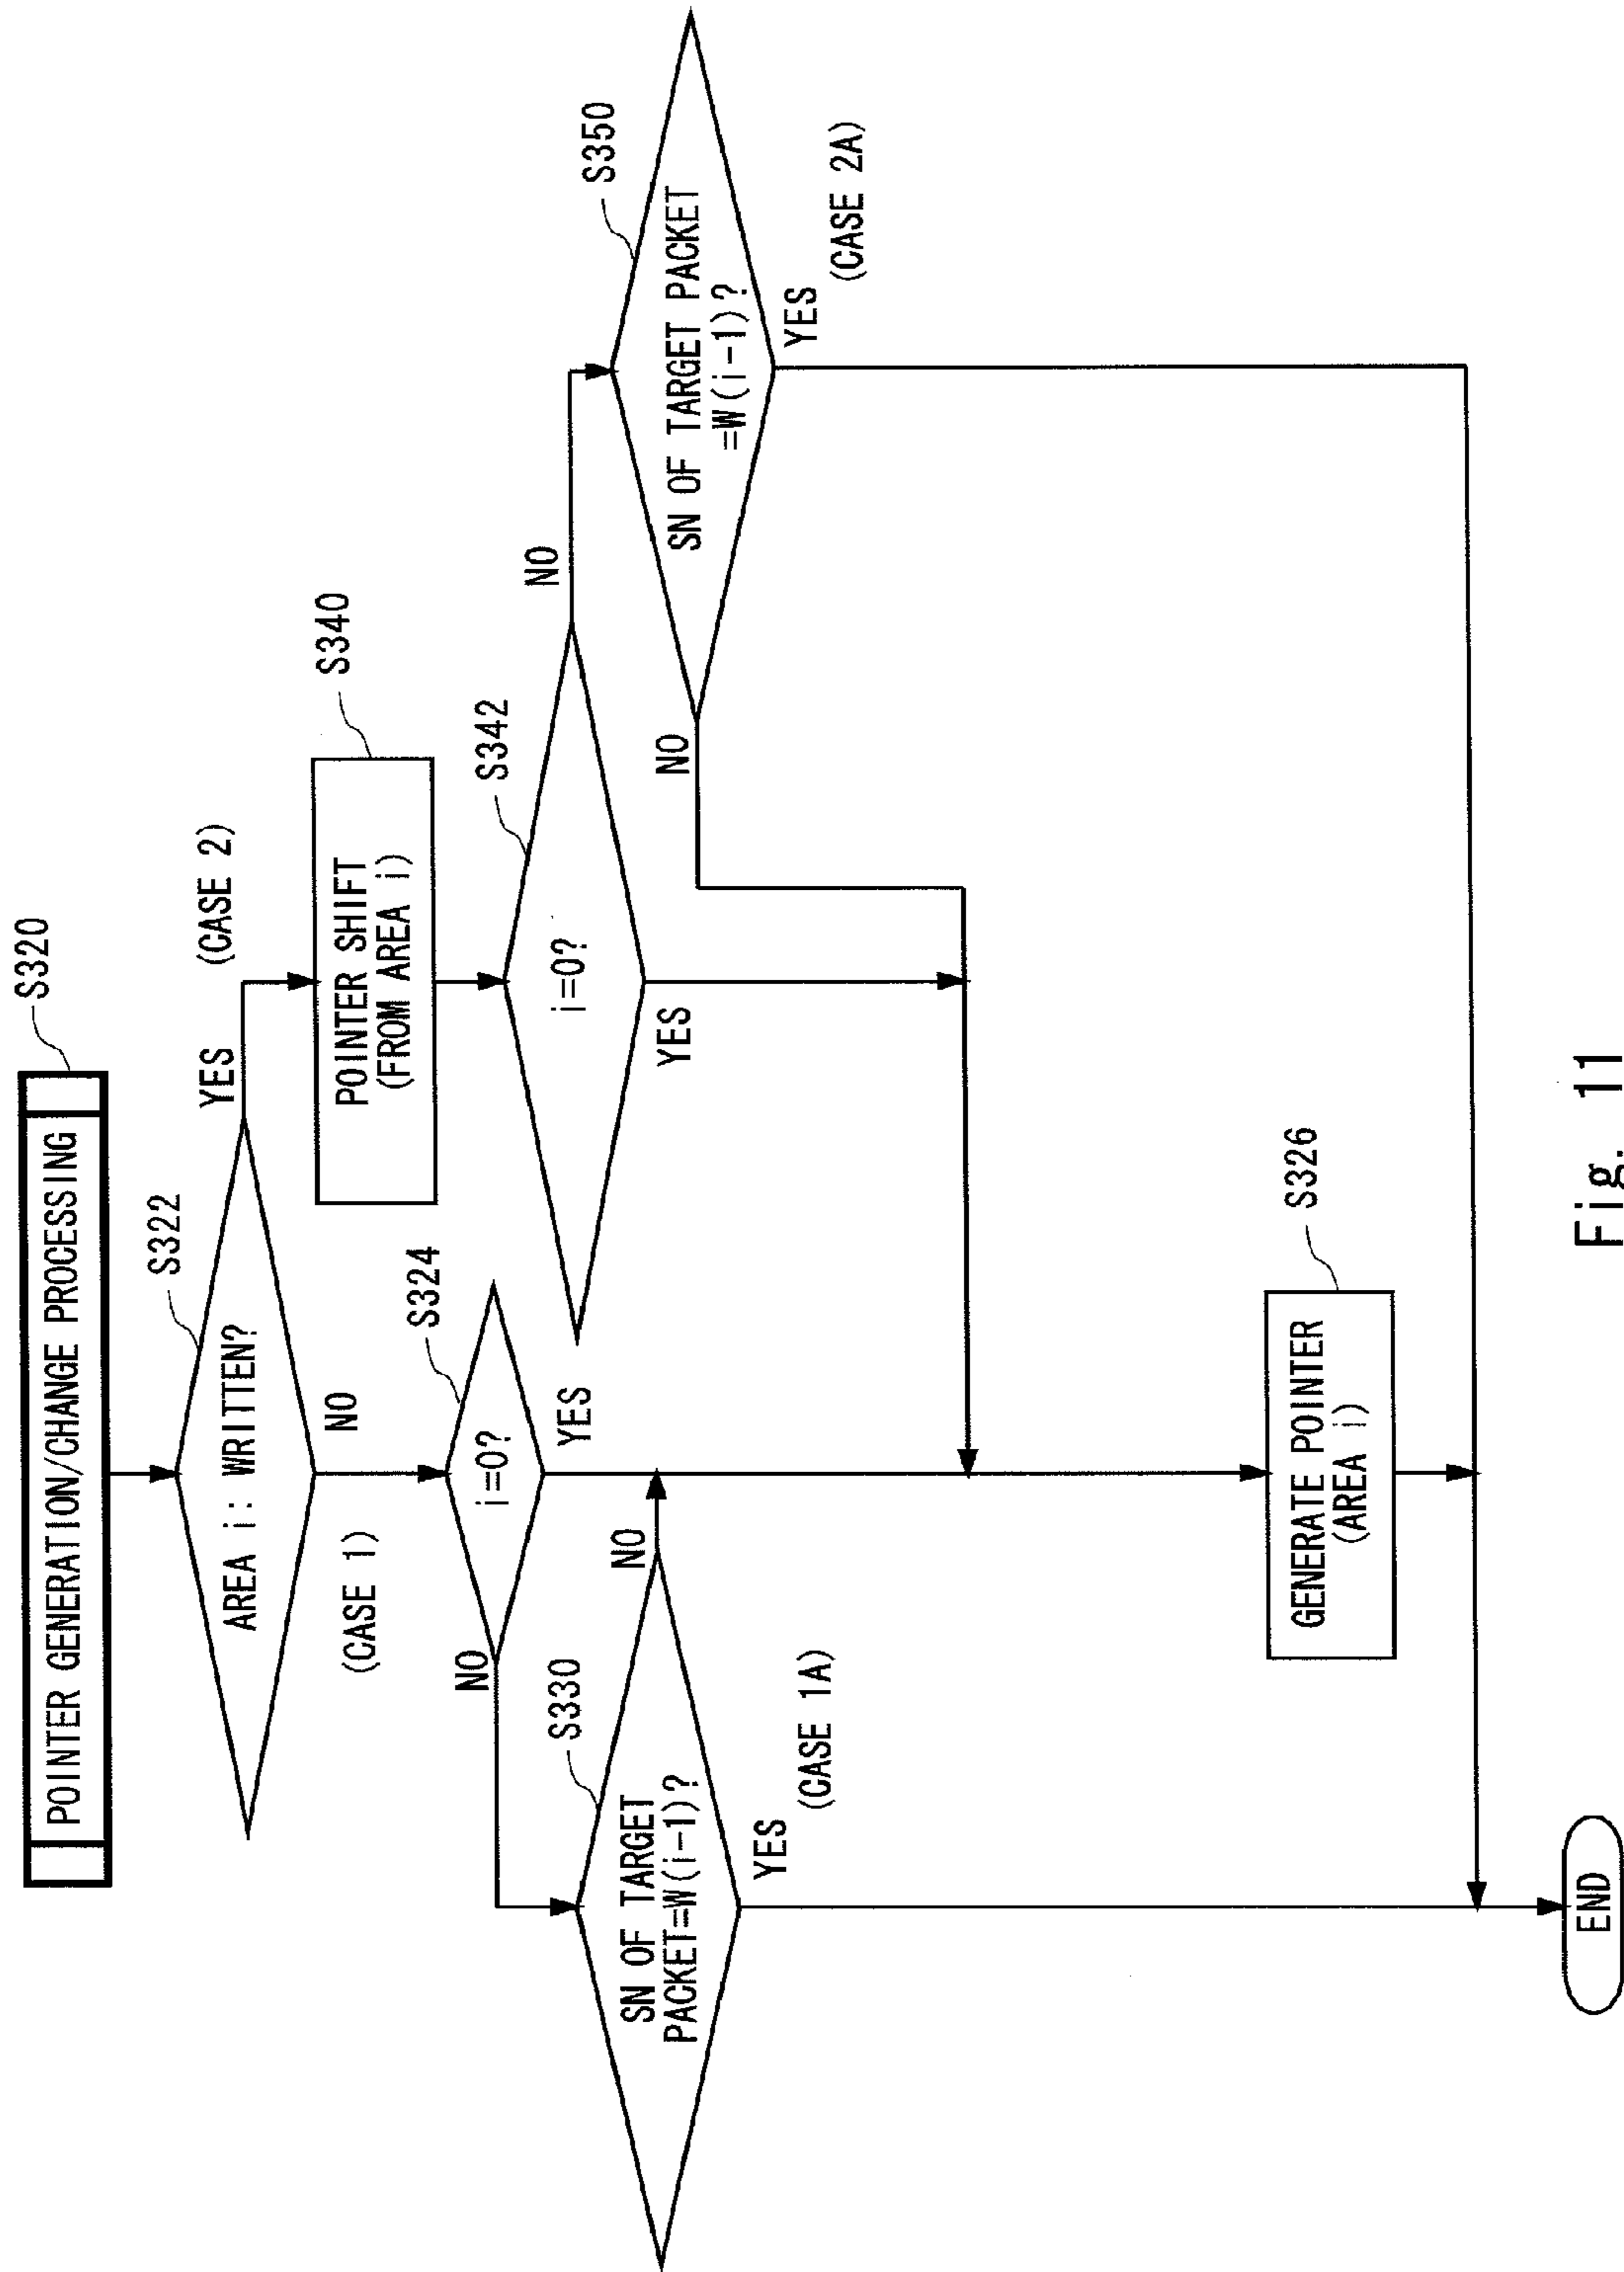 POINTER GENERATION/CHANGE PROCESSING
S320
AREA i: WRITTEN?
S322
YES
(CASE 2)
NO
(CASE 1)
POINTER SHIFT
(FROM AREA i)
S340
i=0?
S324
NO
YES
i=0?
S342
NO
YES
SN OF TARGET
PACKET=W(i-1)?
S330
NO
YES
(CASE 1A)
SN OF TARGET PACKET
=W(i-1)?
S350
NO
YES
(CASE 2A)
GENERATE POINTER
(AREA i)
S326
END
Fig. 11